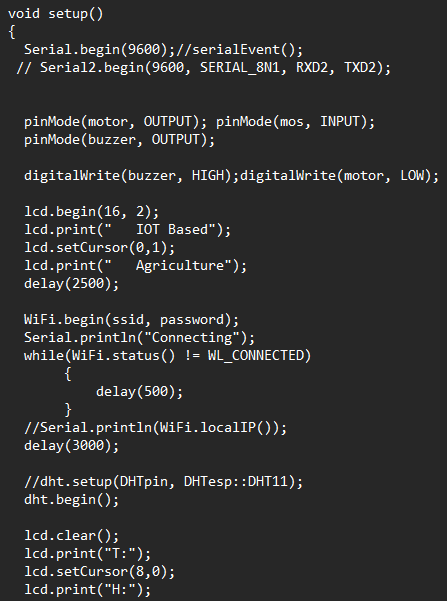 void setup()
{
Serial.begin(9600);//serialEvent();
// Serial2.begin(9600, SERIAL_8N1, RXD2, TXD2);
pinMode(motor, OUTPUT); pinMode(mos, INPUT);
pinMode(buzzer, OUTPUT);
digitalWrite(buzzer, HIGH);digitalWrite(motor, LOW);
lcd.begin(16, 2);
lcd.print("   IOT Based");
lcd.setCursor(0,1);
lcd.print("   Agriculture");
delay(2500);
WiFi.begin(ssid, password);
Serial.println("Connecting");
while(WiFi.status() != WL_CONNECTED)
{
delay(500);
}
//Serial.println(WiFi.localIP());
delay(3000);
//dht.setup(DHTpin, DHTesp::DHT11);
dht.begin();
lcd.clear();
lcd.print("T:");
lcd.setCursor(8,0);
lcd.print("H:");